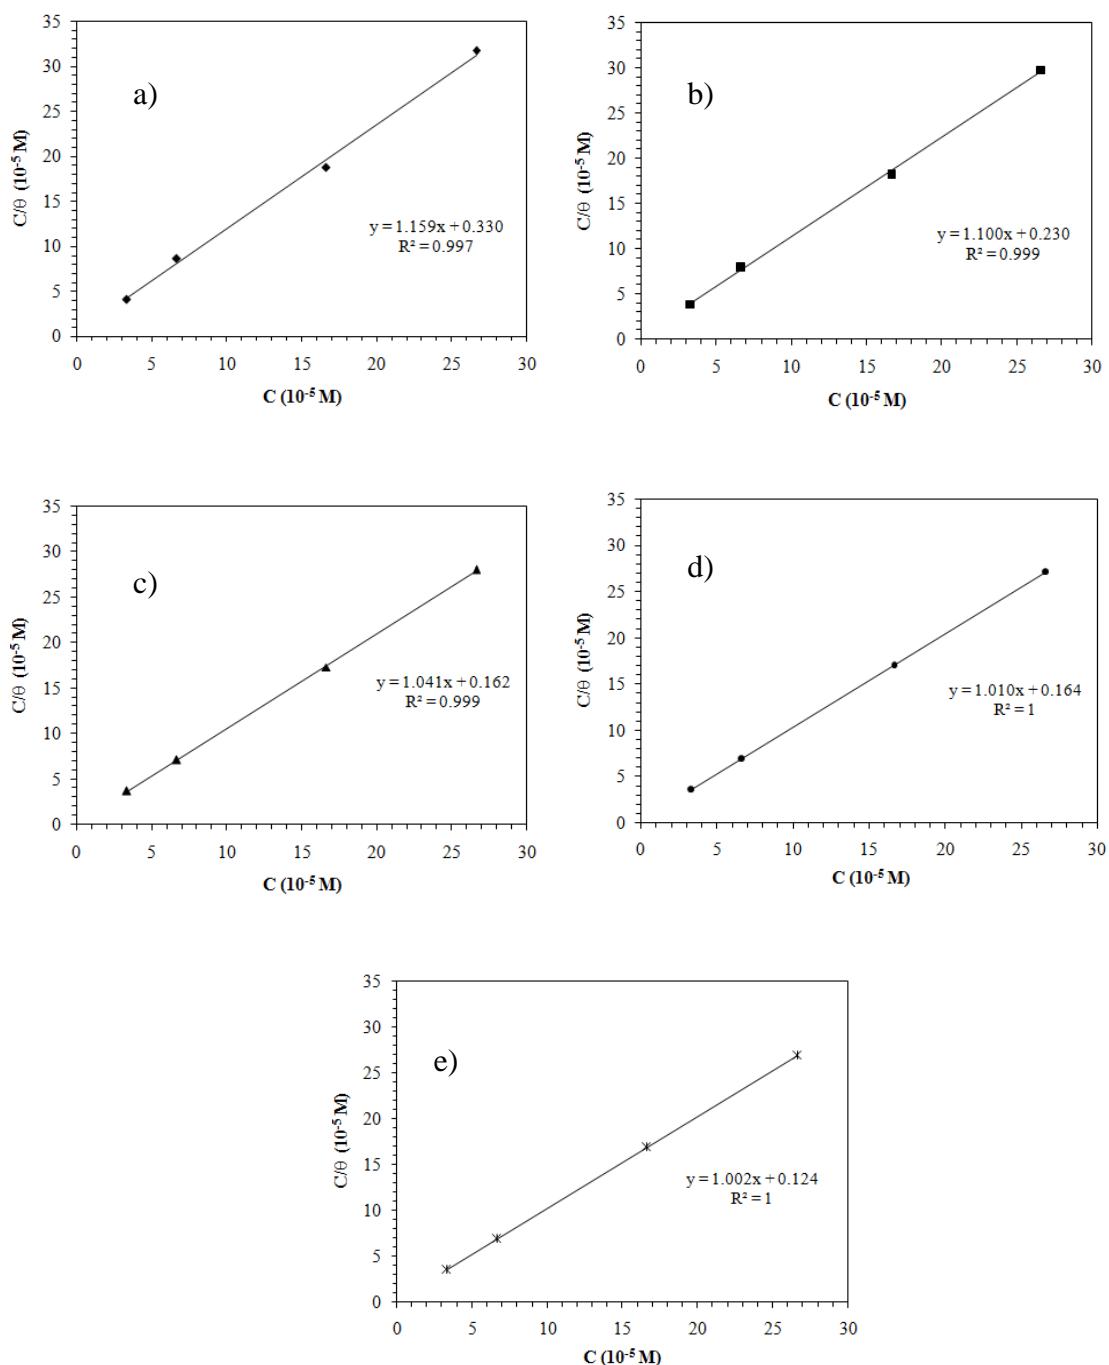 35
30
25
20
15
10
5
0
C/θ (10⁻⁵ M)
a)
y = 1.159x + 0.330
R² = 0.997
0 5 10 15 20 25 30
C (10⁻⁵ M)
35
30
25
20
15
10
5
0
C/θ (10⁻⁵ M)
b)
y = 1.100x + 0.230
R² = 0.999
0 5 10 15 20 25 30
C (10⁻⁵ M)
35
30
25
20
15
10
5
0
C/θ (10⁻⁵ M)
c)
y = 1.041x + 0.162
R² = 0.999
0 5 10 15 20 25 30
C (10⁻⁵ M)
35
30
25
20
15
10
5
0
C/θ (10⁻⁵ M)
d)
y = 1.010x + 0.164
R² = 1
0 5 10 15 20 25 30
C (10⁻⁵ M)
35
30
25
20
15
10
5
0
C/θ (10⁻⁵ M)
e)
y = 1.002x + 0.124
R² = 1
0 5 10 15 20 25 30
C (10⁻⁵ M)